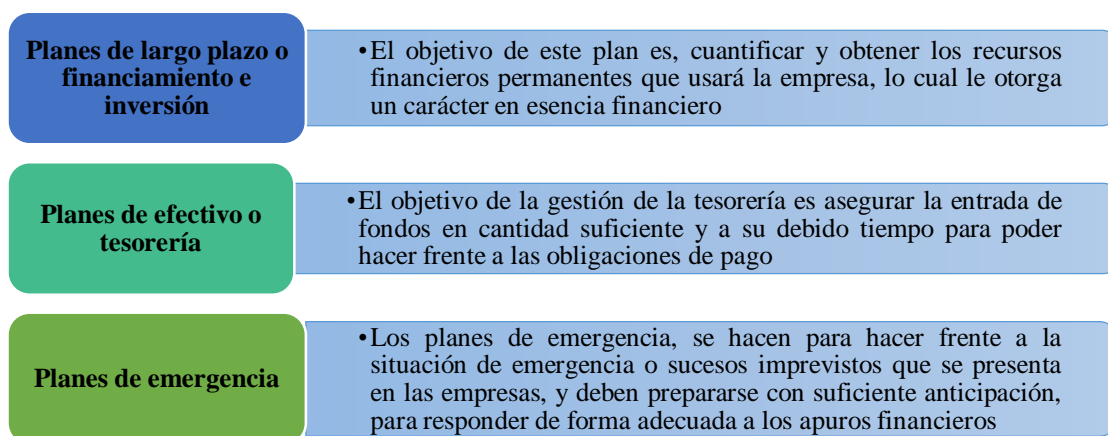 Planes de largo plazo o
financiamiento e
inversión
•El objetivo de este plan es, cuantificar y obtener los recursos
financieros permanentes que usará la empresa, lo cual le otorga
un carácter en esencia financiero
Planes de efectivo o
tesorería
•El objetivo de la gestión de la tesorería es asegurar la entrada de
fondos en cantidad suficiente y a su debido tiempo para poder
hacer frente a las obligaciones de pago
Planes de emergencia
•Los planes de emergencia, se hacen para hacer frente a la
situación de emergencia o sucesos imprevistos que se presenta
en las empresas, y deben prepararse con suficiente anticipación,
para responder de forma adecuada a los apuros financieros